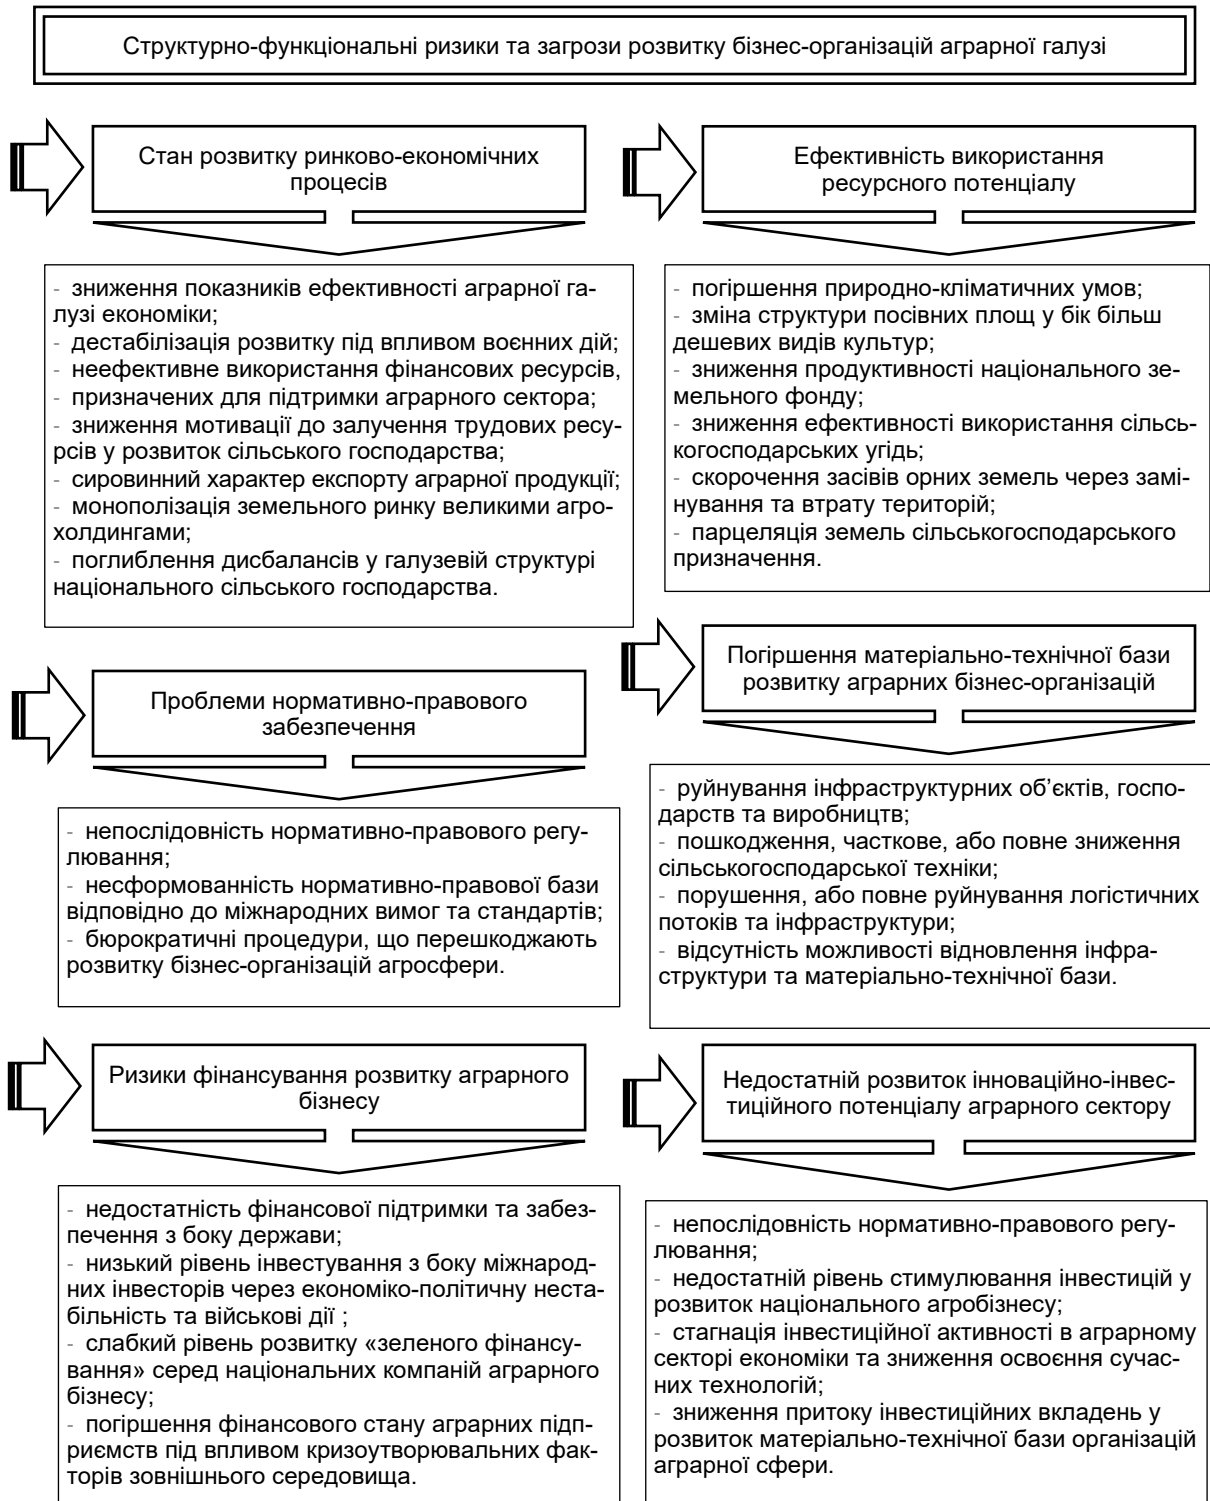 Структурно-функціональні ризики та загрози розвитку бізнес-організацій аграрної галузі
Стан розвитку ринково-економічних
процесів
- зниження показників ефективності аграрної га-
лузі економіки;
- дестабілізація розвитку під впливом воєнних дій;
- неефективне використання фінансових ресурсів,
- призначених для підтримки аграрного сектора;
- зниження мотивації до залучення трудових ресу-
рсів у розвиток сільського господарства;
- сировинний характер експорту аграрної продукції;
- монополізація земельного ринку великими агро-
холдингами;
- поглиблення дисбалансів у галузевій структурі
національного сільського господарства.
Ефективність використання
ресурсного потенціалу
- погіршення природно-кліматичних умов;
- зміна структури посівних площ у бік більш
дешевих видів культур;
- зниження продуктивності національного зе-
мельного фонду;
- зниження ефективності використання сільсь-
когосподарських угідь;
- скорочення засівів орних земель через замі-
нування та втрату територій;
- парцеляція земель сільськогосподарського
призначення.
Проблеми нормативно-правового
забезпечення
- непослідовність нормативно-правового регу-
лювання;
- несформованність нормативно-правової бази
відповідно до міжнародних вимог та стандартів;
- бюрократичні процедури, що перешкоджають
розвитку бізнес-організацій агросфери.
Погіршення матеріально-технічної бази
розвитку аграрних бізнес-організацій
- руйнування інфраструктурних об’єктів, госпо-
дарств та виробництв;
- пошкодження, часткове, або повне зниження
сільськогосподарської техніки;
- порушення, або повне руйнування логістичних
потоків та інфраструктури;
- відсутність можливості відновлення інфра-
структури та матеріально-технічної бази.
Ризики фінансування розвитку аграрного
бізнесу
- недостатність фінансової підтримки та забез-
печення з боку держави;
- низький рівень інвестування з боку міжнарод-
них інвесторів через економіко-політичну неста-
більність та військові дії ;
- слабкий рівень розвитку «зеленого фінансу-
вання» серед національних компаній аграрного
бізнесу;
- погіршення фінансового стану аграрних підп-
риємств під впливом кризоутворювальних фак-
торів зовнішнього середовища.
Недостатній розвиток інноваційно-інвес-
тиційного потенціалу аграрного сектору
- непослідовність нормативно-правового регу-
лювання;
- недостатній рівень стимулювання інвестицій у
розвиток національного агробізнесу;
- стагнація інвестиційної активності в аграрному
секторі економіки та зниження освоєння сучас-
них технологій;
- зниження притоку інвестиційних вкладень у
розвиток матеріально-технічної бази організацій
аграрної сфери.